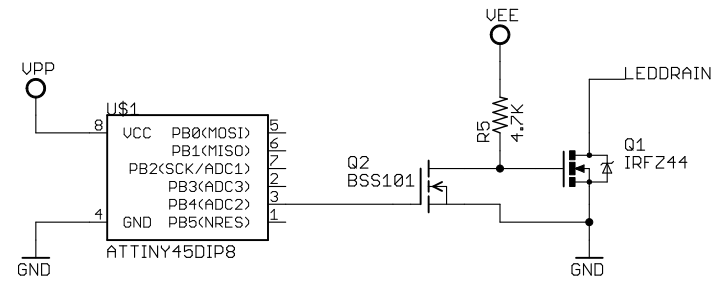 VEE
VPP
LEDDRAIN
U$1
8 VCC PB0(MOSI) 5
PB1(MISO) 6
PB2(SCK/ADC1) 7
PB3(ADC3) 2
PB4(ADC2) 3
4 GND PB5(NRES) 1
ATTINY45DIP8
Q2
BSS101
R5
4.7K
Q1
IRFZ44
GND
GND